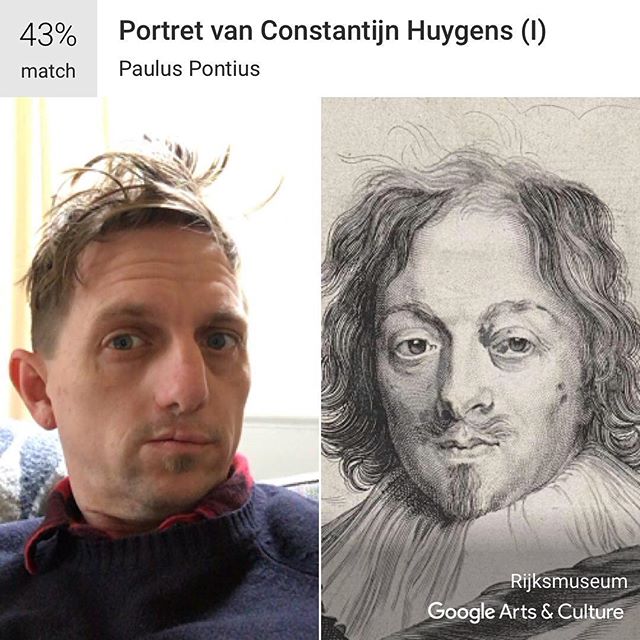 43%
match
Portret van Constantijn Huygens (I)
Paulus Pontius
Rijksmuseum
Google Arts & Culture